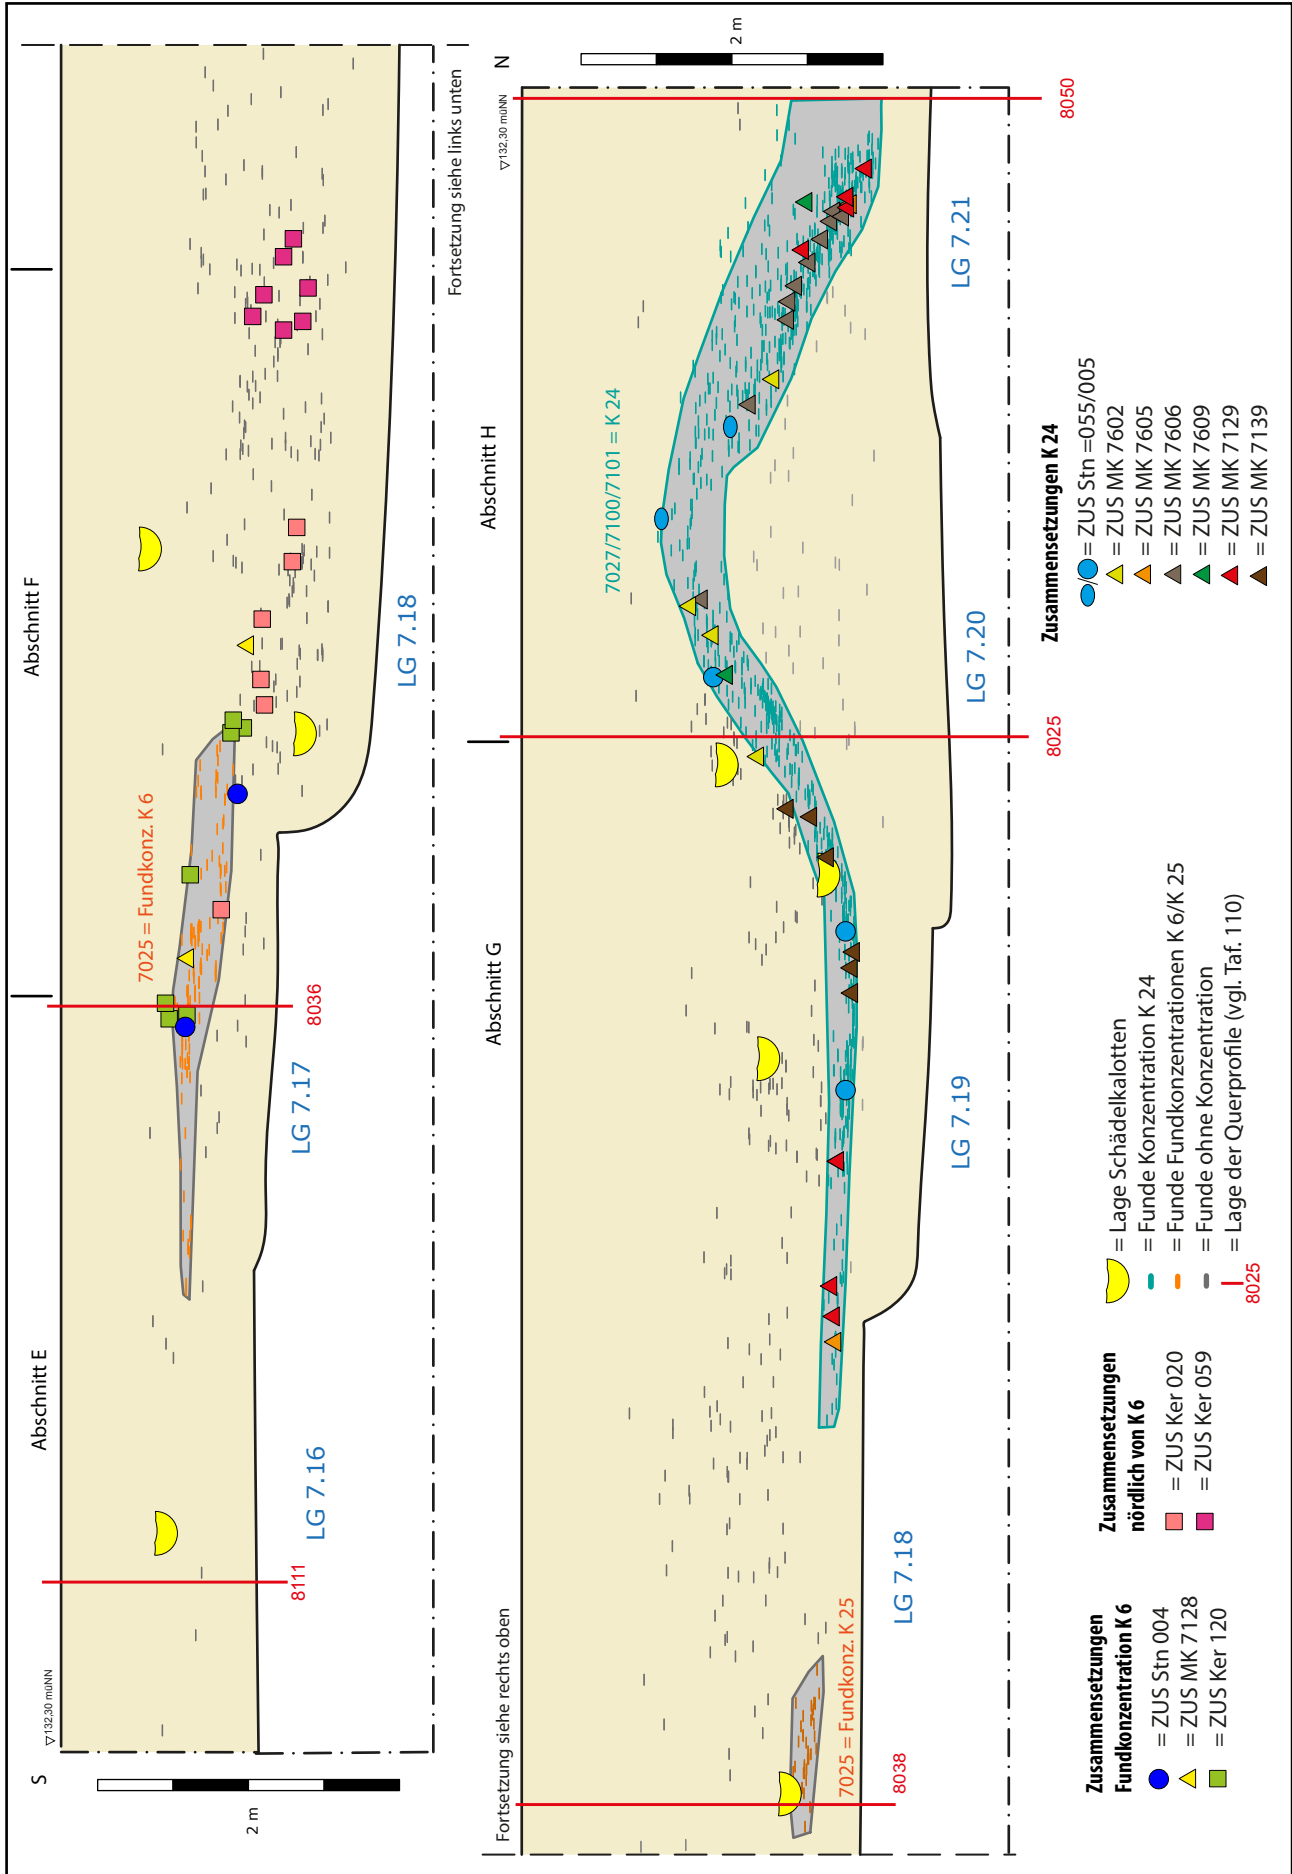 S
▽132,30 müNN
Abschnitt E
Abschnitt F
7025 = Fundkonz. K 6
8111
8036
LG 7.16
LG 7.17
LG 7.18
2 m
Fortsetzung siehe links unten
Fortsetzung siehe rechts oben
Abschnitt G
Abschnitt H
▽132,30 müNN
N
7027/7100/7101 = K 24
7025 = Fundkonz. K 25
8038
8025
8050
LG 7.18
LG 7.19
LG 7.20
LG 7.21
2 m
Zusammensetzungen
Fundkonzentration K 6
= ZUS Stn 004
= ZUS MK 7128
= ZUS Ker 120
Zusammensetzungen
nördlich von K 6
= ZUS Ker 020
= ZUS Ker 059
= Lage Schädelkalotten
= Funde Konzentration K 24
= Funde Fundkonzentrationen K 6/K 25
= Funde ohne Konzentration
= Lage der Querprofile (vgl. Taf. 110)
8025
Zusammensetzungen K 24
/ = ZUS Stn =055/005
= ZUS MK 7602
= ZUS MK 7605
= ZUS MK 7606
= ZUS MK 7609
= ZUS MK 7129
= ZUS MK 7139